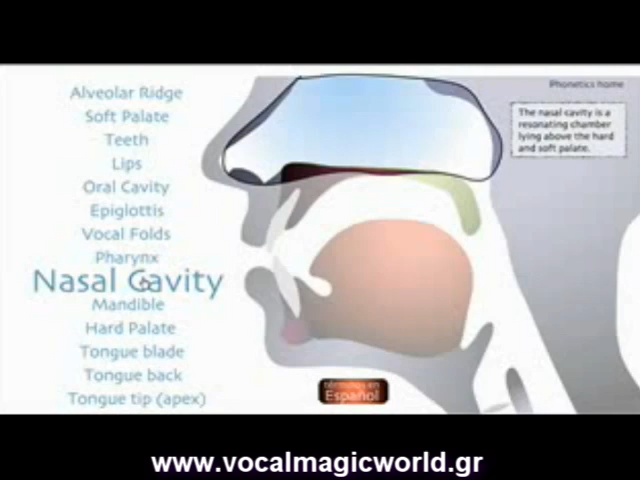 Phonetics home
Alveolar Ridge
Soft Palate
Teeth
Lips
Oral Cavity
Epiglottis
Vocal Folds
Pharynx
Nasal Cavity
Mandible
Hard Palate
Tongue blade
Tongue back
Tongue tip (apex)
The nasal cavity is a
resonating chamber
lying above the hard
and soft palate.
términos en
Español
www.vocalmagicworld.gr